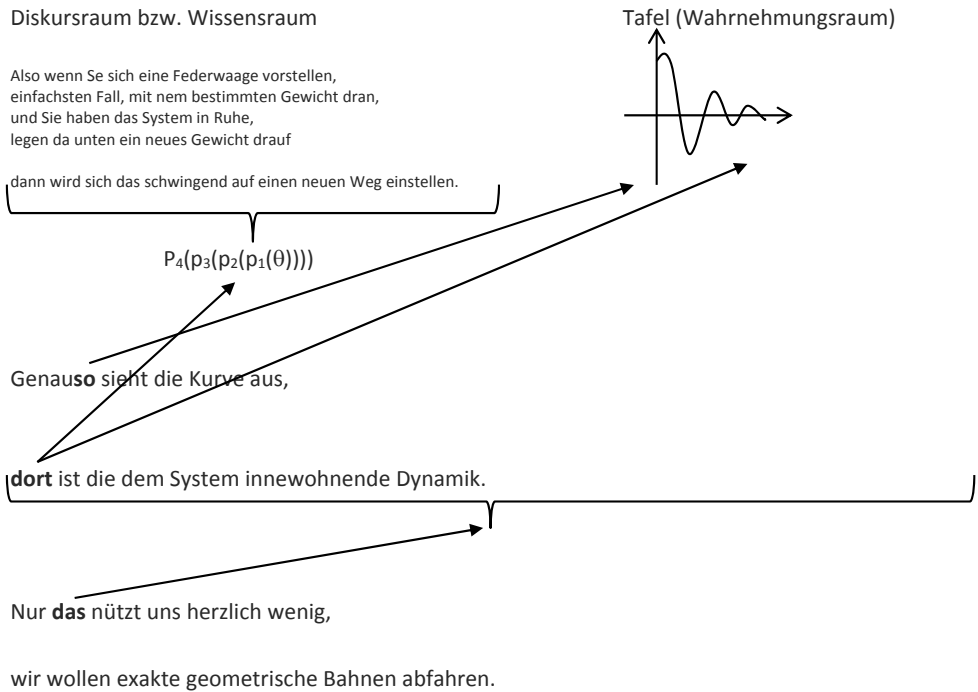 Diskursraum bzw. Wissensraum
Tafel (Wahrnehmungsraum)
Also wenn Se sich eine Federwaage vorstellen,
einfachsten Fall, mit nem bestimmten Gewicht dran,
und Sie haben das System in Ruhe,
legen da unten ein neues Gewicht drauf
dann wird sich das schwingend auf einen neuen Weg einstellen.
P₄(p₃(p₂(p₁(θ))))
Genauso sieht die Kurve aus,
dort ist die dem System innewohnende Dynamik.
Nur das nützt uns herzlich wenig,
wir wollen exakte geometrische Bahnen abfahren.